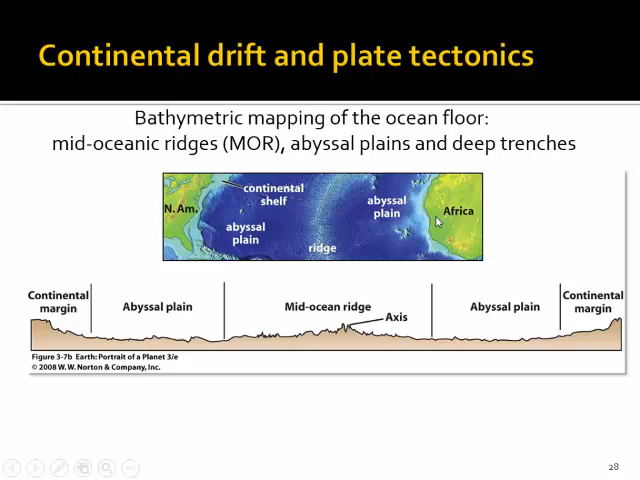 Continental drift and plate tectonics
Bathymetric mapping of the ocean floor:
mid-oceanic ridges (MOR), abyssal plains and deep trenches
continental
shelf
N. Am.
abyssal
plain
abyssal
plain
Africa
ridge
Continental
margin
Abyssal plain
Mid-ocean ridge
Axis
Abyssal plain
Continental
margin
Figure 3-7b Earth: Portrait of a Planet 3/e
© 2008 W. W. Norton & Company, Inc.
28